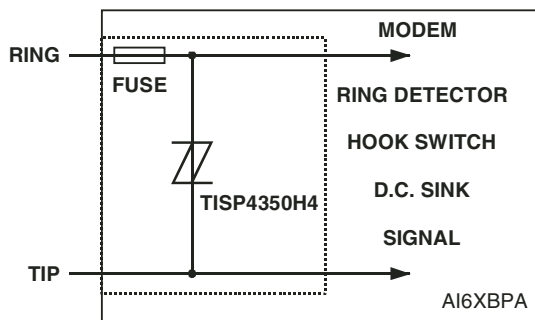 MODEM
RING
FUSE
RING DETECTOR
HOOK SWITCH
TISP4350H4
D.C. SINK
SIGNAL
TIP
AI6XBPA